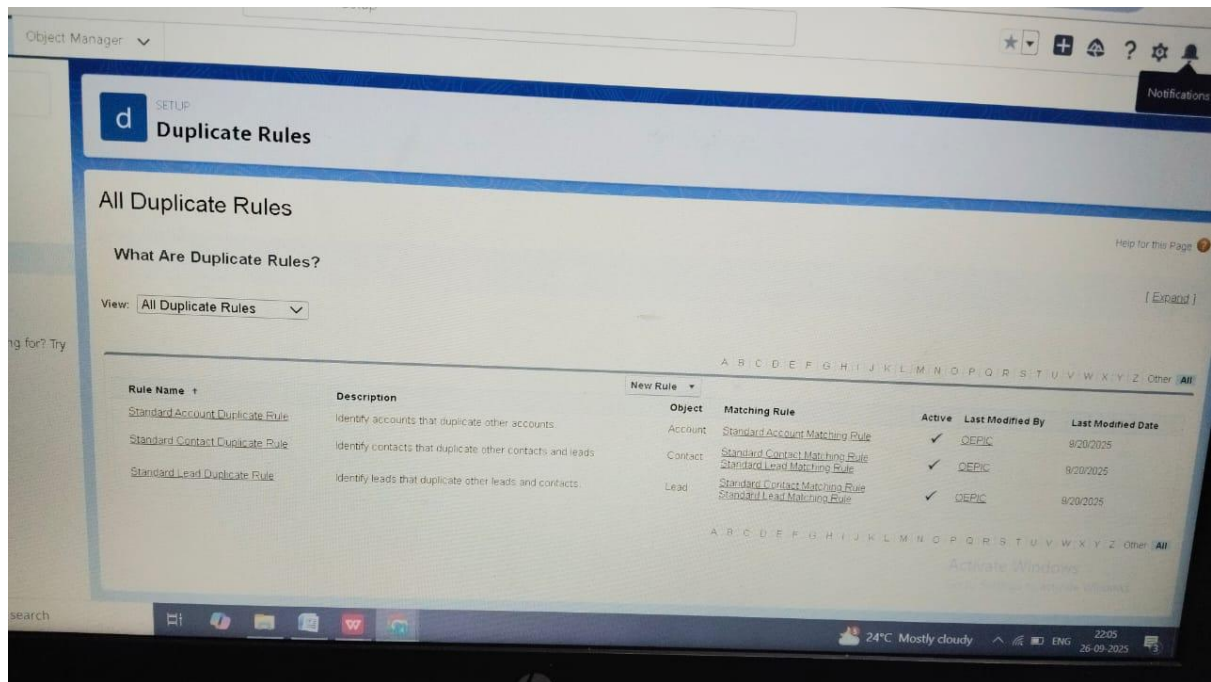 Object Manager
Notifications
d
SETUP
Duplicate Rules
All Duplicate Rules
Help for this Page ?
What Are Duplicate Rules?
[ Expand ]
View: All Duplicate Rules
ng for? Try
A B C D E F G H I J K L M N O P Q R S T U V W X Y Z Other All
New Rule
Rule Name + Description Object Matching Rule Active Last Modified By Last Modified Date
Standard Account Duplicate Rule Identify accounts that duplicate other accounts Account Standard Account Matching Rule ✓ OEPIC 9/20/2025
Standard Contact Duplicate Rule Identify contacts that duplicate other contacts and leads Contact Standard Contact Matching Rule
Standard Lead Matching Rule ✓ OEPIC 9/20/2025
Standard Lead Duplicate Rule Identify leads that duplicate other leads and contacts Lead Standard Contact Matching Rule
Standard Lead Matching Rule ✓ OEPIC 9/20/2025
A B C D E F G H I J K L M N O P Q R S T U V W X Y Z Other All
Activate Windows
search
24°C Mostly cloudy ENG 22:05
26-09-2025 3